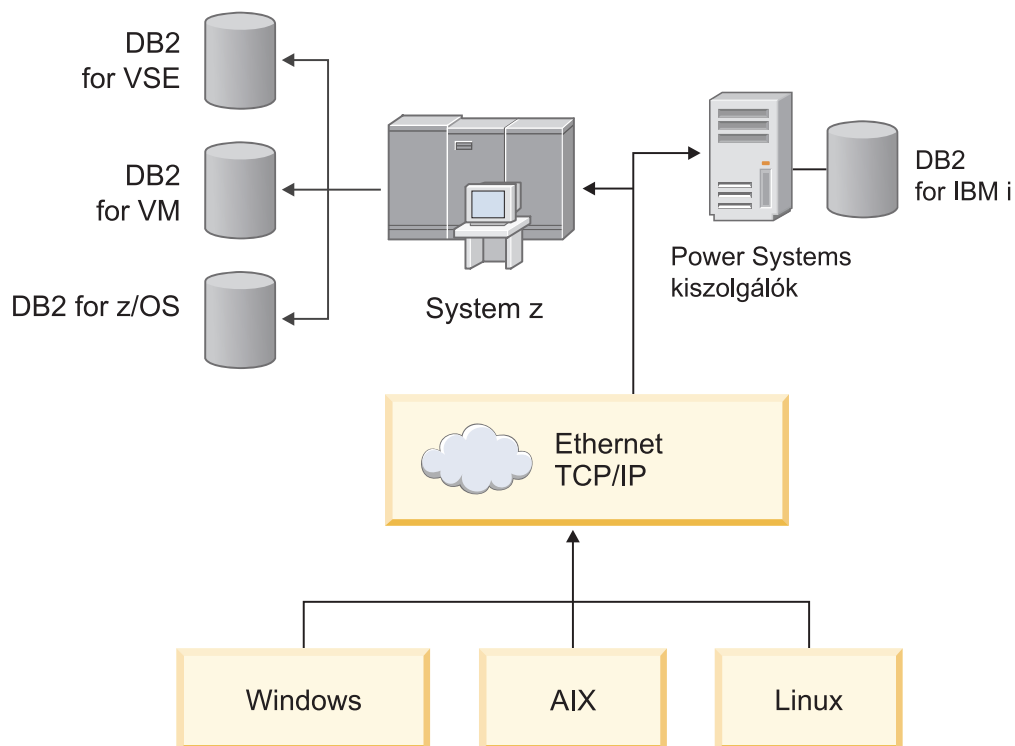 DB2
for VSE
DB2
for VM
DB2 for z/OS
System z
Power Systems
kiszolgálók
DB2
for IBM i
Ethernet
TCP/IP
Windows
AIX
Linux